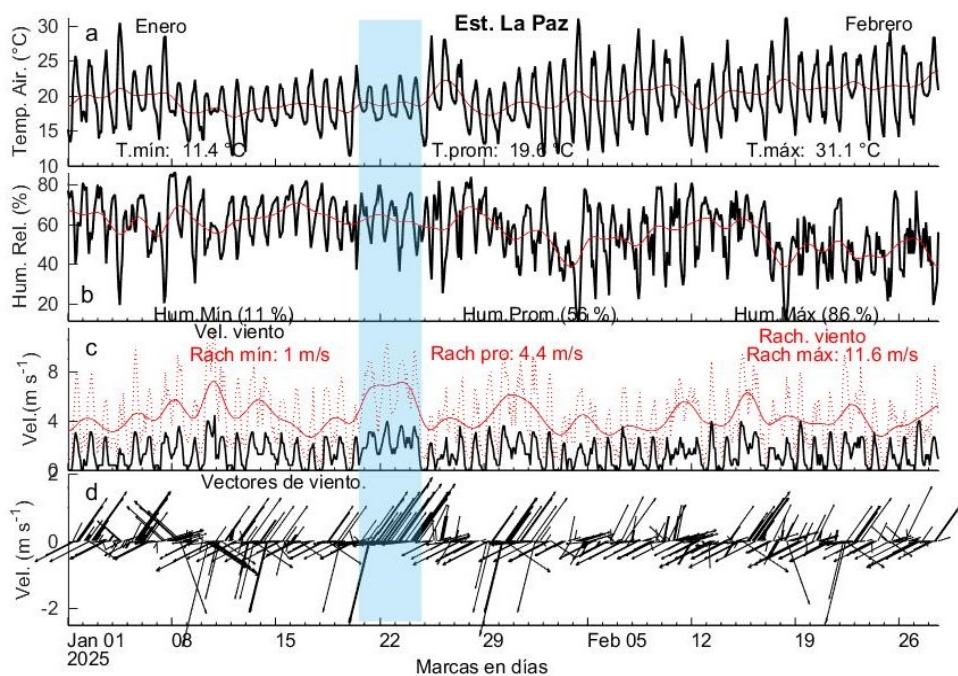 Enero
Est. La Paz
Febrero
a
Temp. Air. (°C)
30
25
20
15
10
T.mín: 11.4 °C
T.prom: 19.6 °C
T.máx: 31.1 °C
b
Hum. Rel. (%)
80
60
40
20
Hum.Mín (11 %)
Hum.Prom.(56 %)
Hum.Máx (86 %)
c
Vel.(m s⁻¹)
8
4
0
Vel. viento
Rach mín: 1 m/s
Rach pro: 4.4 m/s
Rach. viento
Rach máx: 11.6 m/s
d
Vel. (m s⁻¹)
2
0
-2
Vectores de viento.
Jan 01
2025
08
15
22
29
Feb 05
12
19
26
Marcas en días